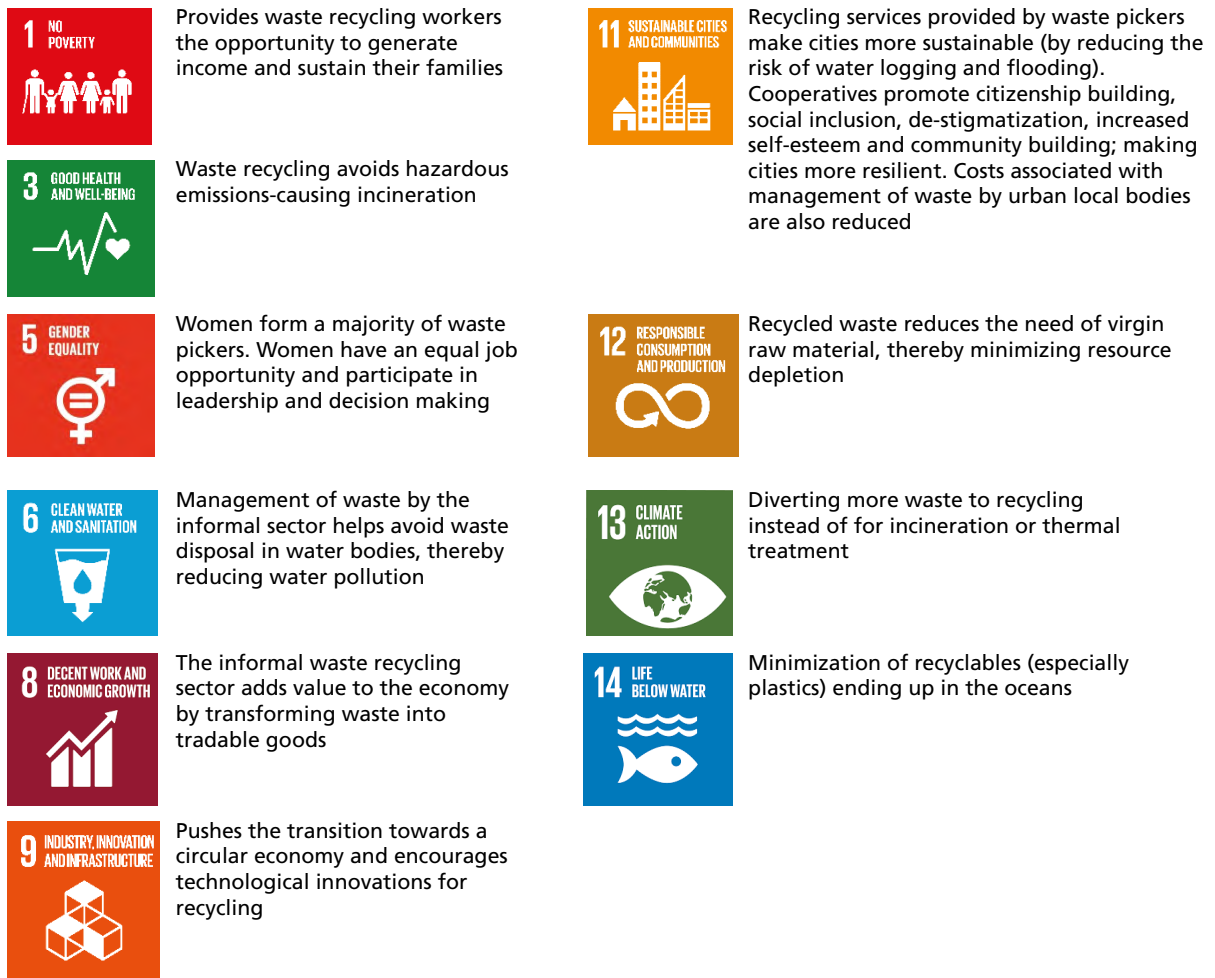 1 NO
POVERTY
Provides waste recycling workers
the opportunity to generate
income and sustain their families
3 GOOD HEALTH
AND WELL-BEING
Waste recycling avoids hazardous
emissions-causing incineration
5 GENDER
EQUALITY
Women form a majority of waste
pickers. Women have an equal job
opportunity and participate in
leadership and decision making
6 CLEAN WATER
AND SANITATION
Management of waste by the
informal sector helps avoid waste
disposal in water bodies, thereby
reducing water pollution
8 DECENT WORK AND
ECONOMIC GROWTH
The informal waste recycling
sector adds value to the economy
by transforming waste into
tradable goods
9 INDUSTRY, INNOVATION
AND INFRASTRUCTURE
Pushes the transition towards a
circular economy and encourages
technological innovations for
recycling
11 SUSTAINABLE CITIES
AND COMMUNITIES
Recycling services provided by waste pickers
make cities more sustainable (by reducing the
risk of water logging and flooding).
Cooperatives promote citizenship building,
social inclusion, de-stigmatization, increased
self-esteem and community building; making
cities more resilient. Costs associated with
management of waste by urban local bodies
are also reduced
12 RESPONSIBLE
CONSUMPTION
AND PRODUCTION
Recycled waste reduces the need of virgin
raw material, thereby minimizing resource
depletion
13 CLIMATE
ACTION
Diverting more waste to recycling
instead of for incineration or thermal
treatment
14 LIFE
BELOW WATER
Minimization of recyclables (especially
plastics) ending up in the oceans